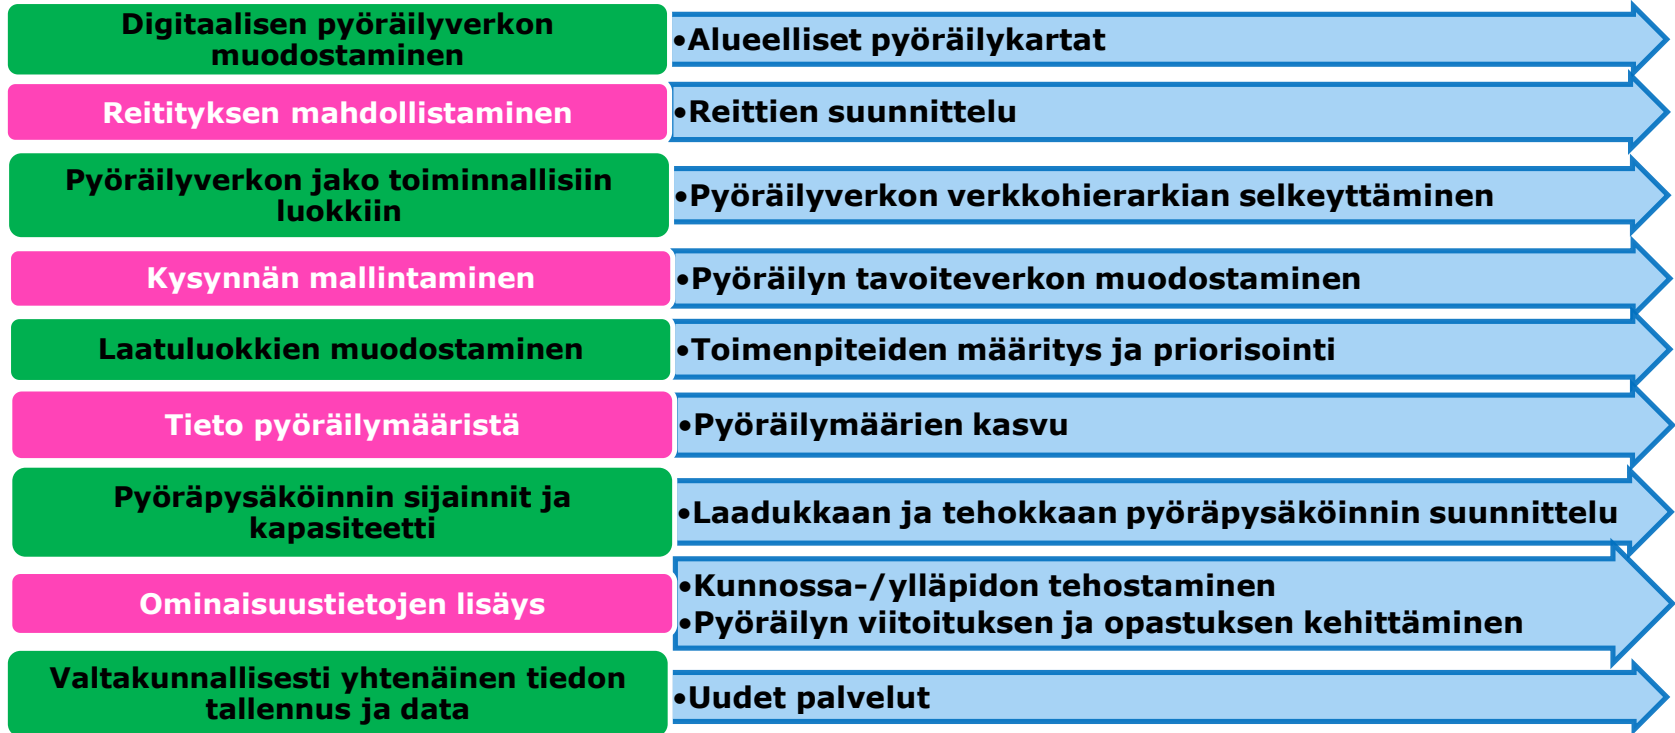 Digitaalisen pyöräilyverkon
muodostaminen
•Alueelliset pyöräilykartat
Reitityksen mahdollistaminen
•Reittien suunnittelu
Pyöräilyverkon jako toiminnallisiin
luokkiin
•Pyöräilyverkon verkkohierarkian selkeyttäminen
Kysynnän mallintaminen
•Pyöräilyn tavoiteverkon muodostaminen
Laatuluokkien muodostaminen
•Toimenpiteiden määritys ja priorisointi
Tieto pyöräilymääristä
•Pyöräilymäärien kasvu
Pyöräpysäköinnin sijainnit ja
kapasiteetti
•Laadukkaan ja tehokkaan pyöräpysäköinnin suunnittelu
Ominaisuustietojen lisäys
•Kunnossa-/ylläpidon tehostaminen
•Pyöräilyn viitoituksen ja opastuksen kehittäminen
Valtakunnallisesti yhtenäinen tiedon
tallennus ja data
•Uudet palvelut